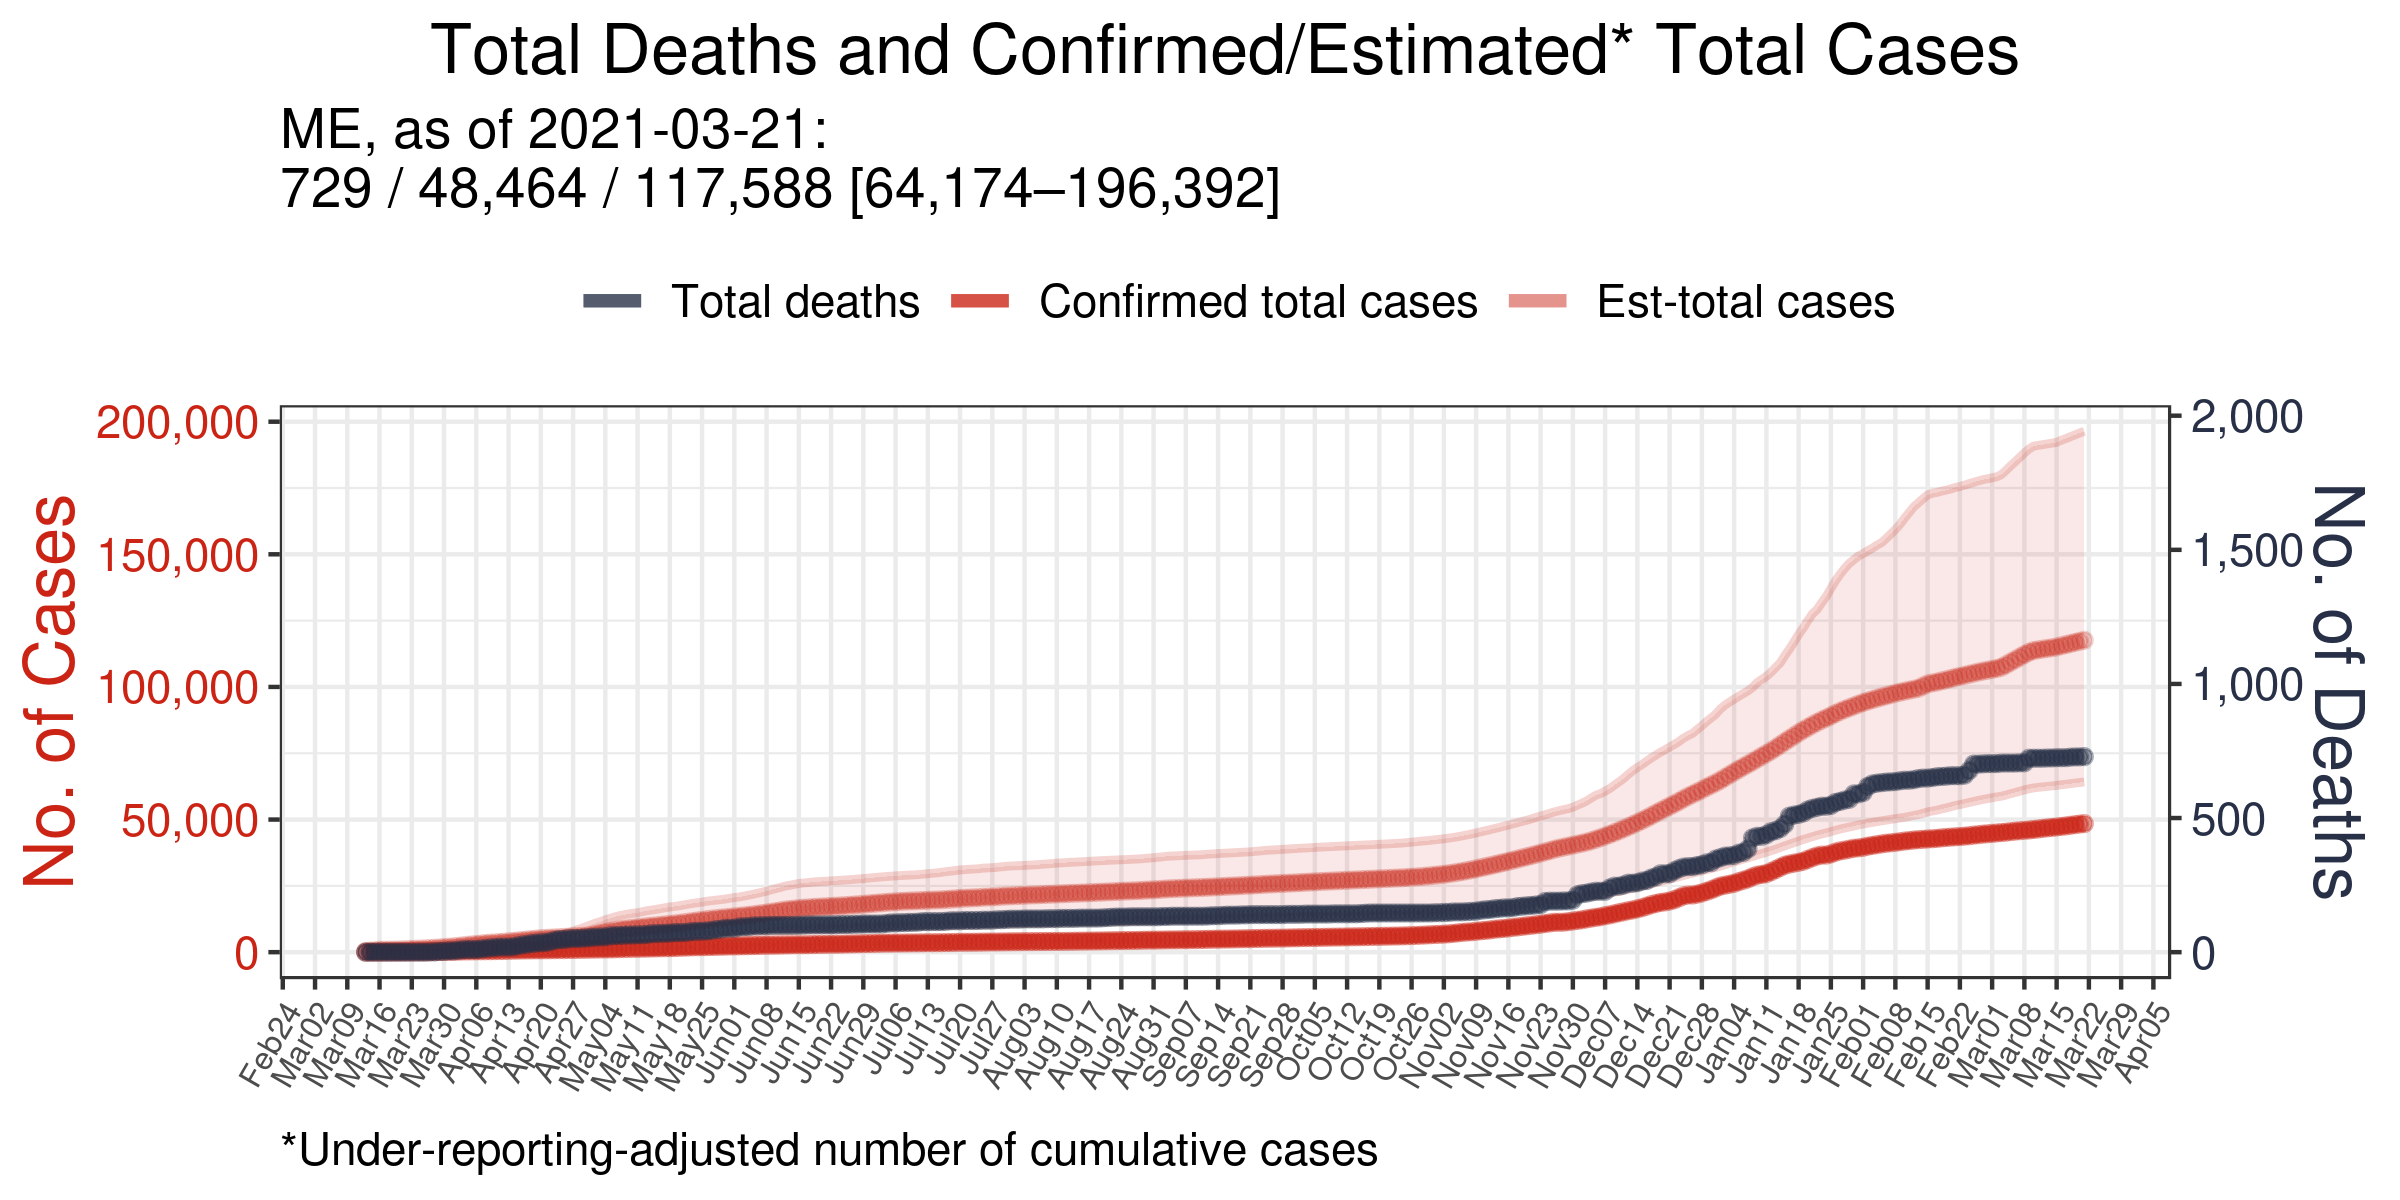 Total Deaths and Confirmed/Estimated* Total Cases
ME, as of 2021-03-21:
729 / 48,464 / 117,588 [64,174–196,392]
Total deaths
Confirmed total cases
Est-total cases
No. of Cases
200,000
150,000
100,000
50,000
0
2,000
1,500
1,000
500
0
No. of Deaths
Feb24
Mar02
Mar09
Mar16
Mar23
Mar30
Apr06
Apr13
Apr20
Apr27
May04
May11
May18
May25
Jun01
Jun08
Jun15
Jun22
Jun29
Jul06
Jul13
Jul20
Jul27
Aug03
Aug10
Aug17
Aug24
Aug31
Sep07
Sep14
Sep21
Sep28
Oct05
Oct12
Oct19
Oct26
Nov02
Nov09
Nov16
Nov23
Nov30
Dec07
Dec14
Dec21
Dec28
Jan04
Jan11
Jan18
Jan25
Feb01
Feb08
Feb15
Feb22
Mar01
Mar08
Mar15
Mar22
Mar29
Apr05
*Under-reporting-adjusted number of cumulative cases